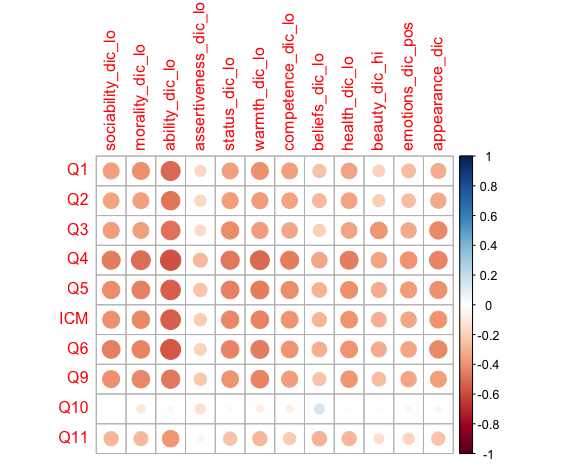 sociability_dic_lo
morality_dic_lo
ability_dic_lo
assertiveness_dic_lo
status_dic_lo
warmth_dic_lo
competence_dic_lo
beliefs_dic_lo
health_dic_lo
beauty_dic_hi
emotions_dic_pos
appearance_dic
Q1
Q2
Q3
Q4
Q5
ICM
Q6
Q9
Q10
Q11
1
0.8
0.6
0.4
0.2
0
-0.2
-0.4
-0.6
-0.8
-1